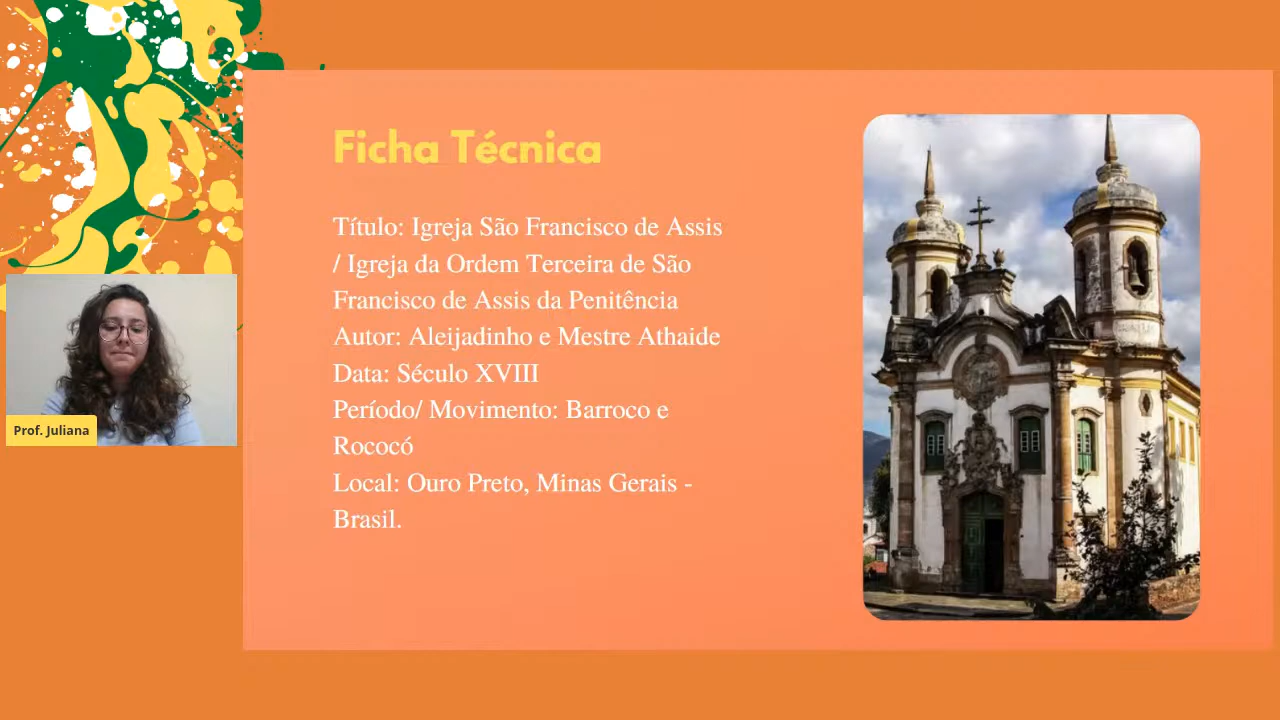 Ficha Técnica
Título: Igreja São Francisco de Assis
/ Igreja da Ordem Terceira de São
Francisco de Assis da Penitência
Autor: Aleijadinho e Mestre Athaide
Data: Século XVIII
Período/ Movimento: Barroco e
Rococó
Local: Ouro Preto, Minas Gerais -
Brasil.
Prof. Juliana